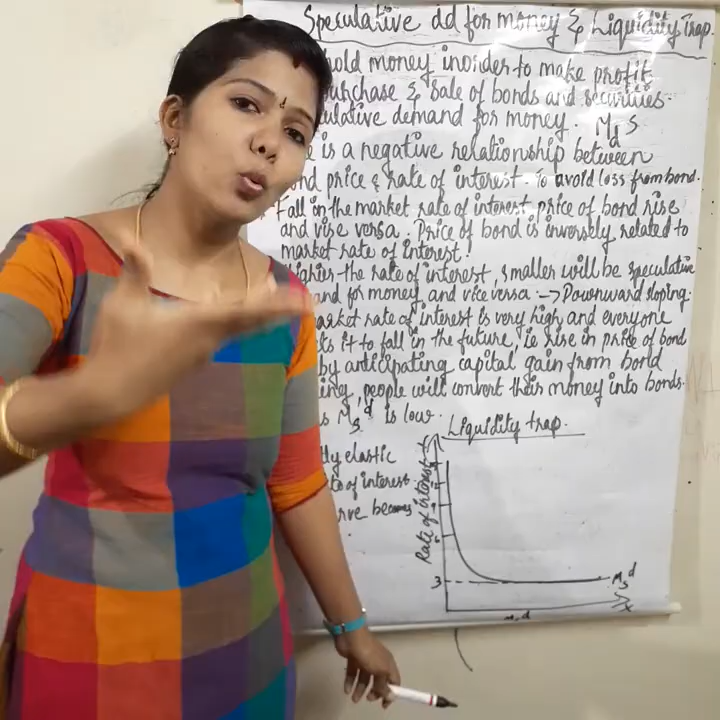 Speculative dd for money & Liquidity Trap.
hold money inorder to make profit
purchase & sale of bonds and securities.
ulative demand for money. Mᵈs
is a negative relationship between
ond price & rate of interest - to avoid loss from bond.
Fall in the market rate of interest, price of bond rise
and vise versa. Price of bond is inversely related to
market rate of interest.
Higher the rate of interest, smaller will be speculative
and for money and vice versa. → Downward sloping.
arket rate of interest is very high and everyone
cts it to fall in the future, ie rise in price of bond
by anticipating capital gain from bond
ing, people will convert their money into bonds.
s Msᵈ is low.
Liquidity trap.
ly elastic
te of interest
rve becomes
Rate of interest
3
Msᵈ
x